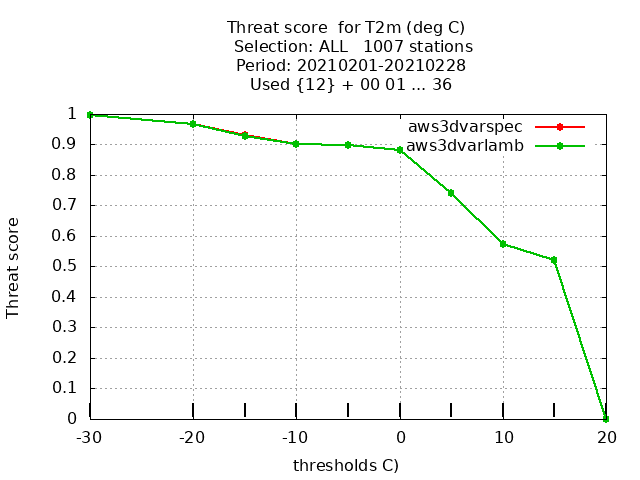 Threat score  for T2m (deg C)
Selection: ALL   1007 stations
Period: 20210201-20210228
Used {12} + 00 01 ... 36
aws3dvarspec
aws3dvarlamb
1
0.9
0.8
0.7
0.6
0.5
0.4
0.3
0.2
0.1
0
Threat score
-30 -20 -10 0 10 20
thresholds C)